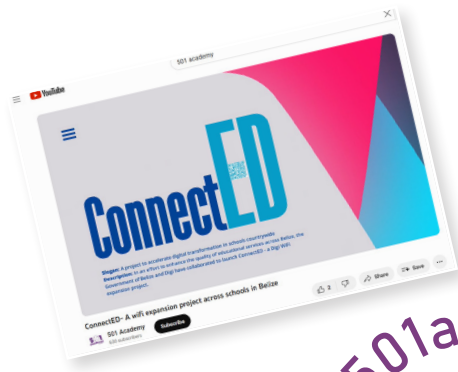 YouTube
501 academy
ConnectED
Slogan: A project to accelerate digital transformation in schools countrywide
Description: In an effort to enhance the quality of educational services across Belize, the
Government of Belize and Digi have collaborated to launch ConnectED - a Digi WiFi
expansion project.
ConnectED- A wifi expansion project across schools in Belize
501 Academy
Subscribe
2
Share
Save
501a